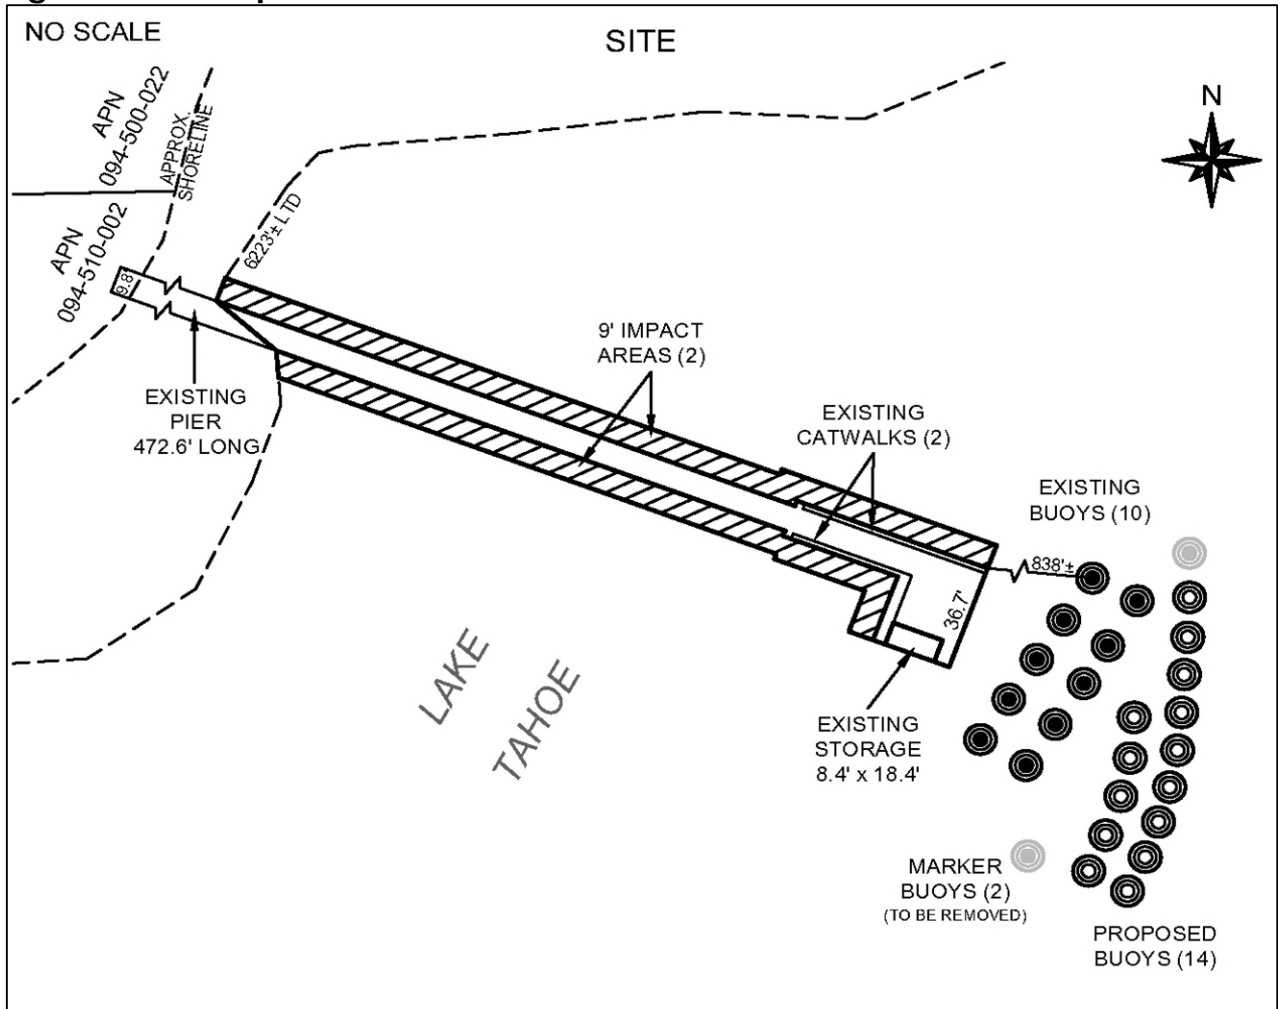 NO SCALE
SITE
APN
094-500-022
APPROX.
SHORELINE
N
APN
094-510-002
9.8'
6223'± LTD
9' IMPACT
AREAS (2)
EXISTING
PIER
472.6' LONG
EXISTING
CATWALKS (2)
EXISTING
BUOYS (10)
838'±
36.7'
LAKE
TAHOE
EXISTING
STORAGE
8.4' x 18.4'
MARKER
BUOYS (2)
(TO BE REMOVED)
PROPOSED
BUOYS (14)